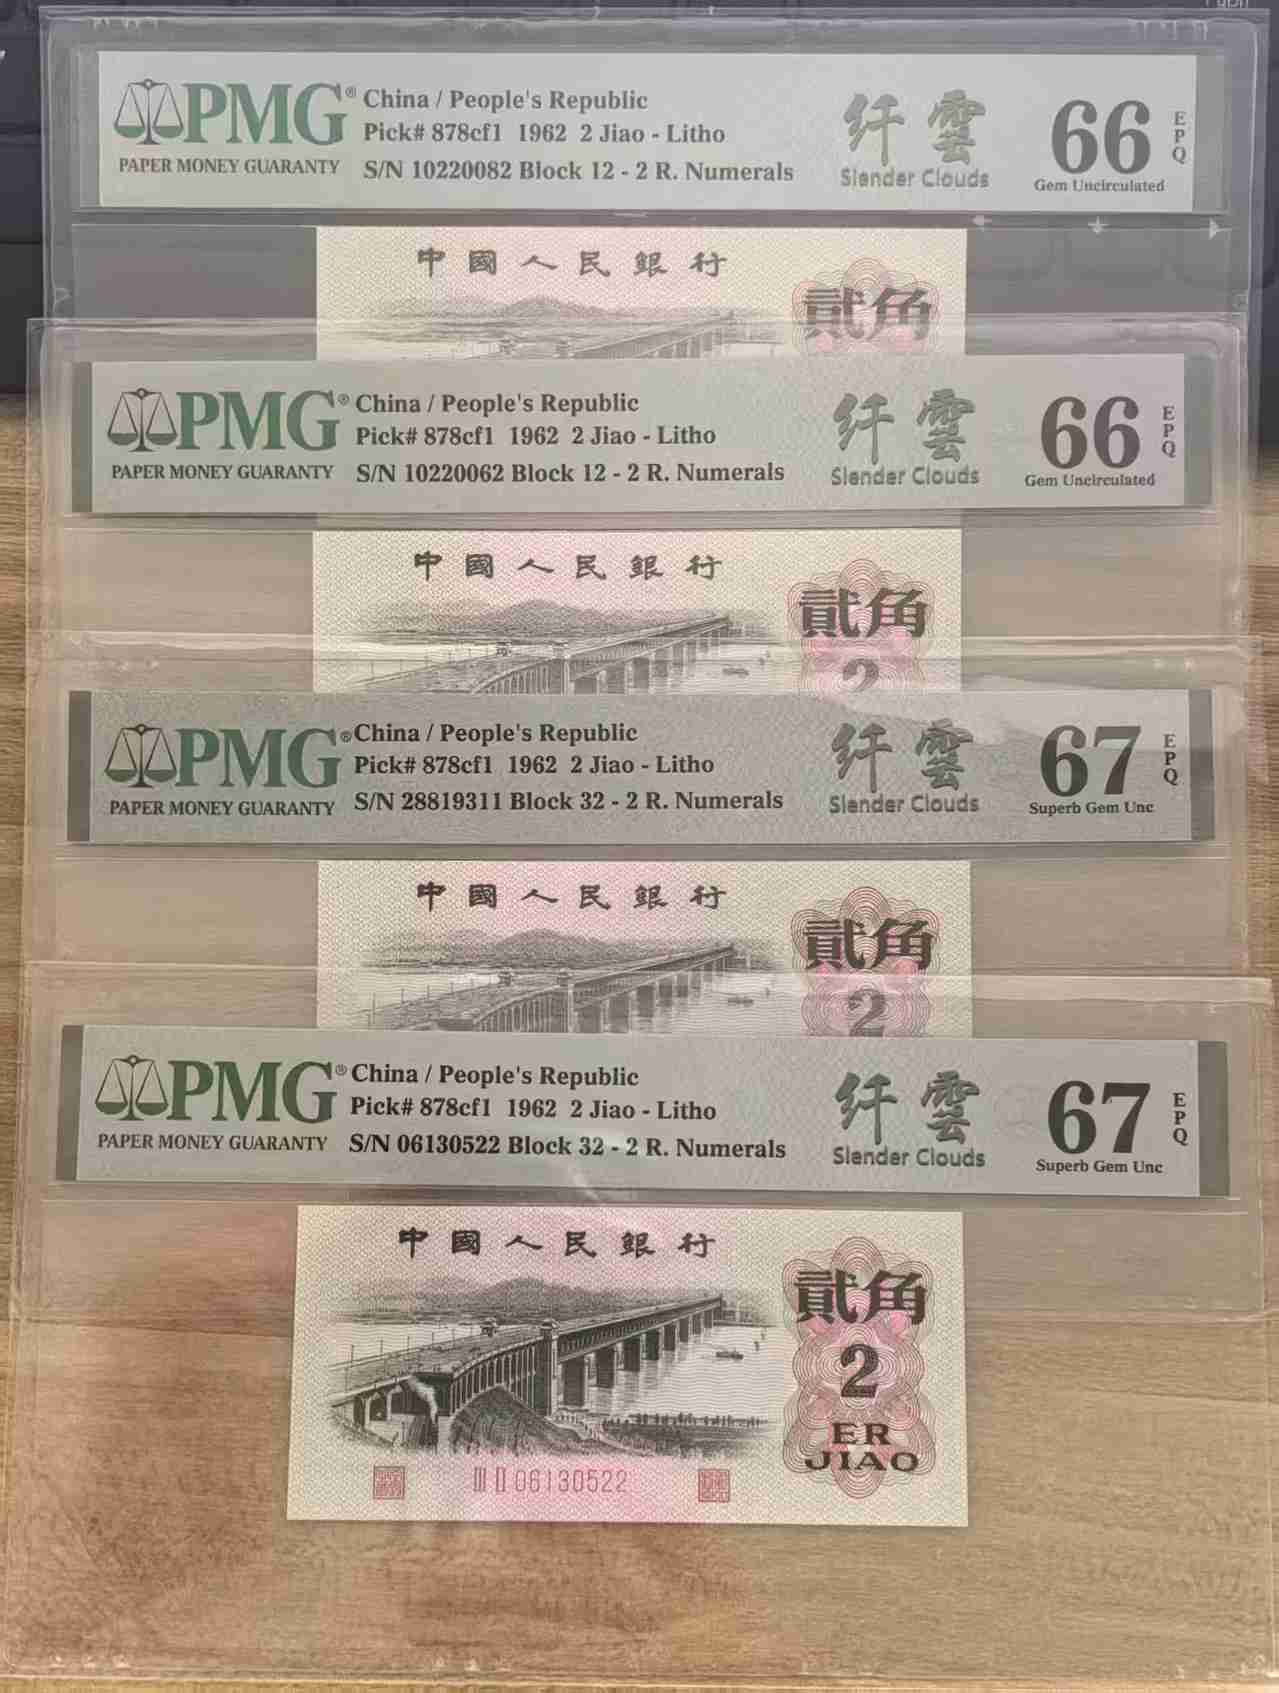 PMG®
PAPER MONEY GUARANTY
China / People's Republic
Pick# 878cf1 1962 2 Jiao - Litho
S/N 10220082 Block 12 - 2 R. Numerals
纤雲
Slender Clouds
66
EPQ
Gem Uncirculated
中國人民銀行
貳角
PMG®
PAPER MONEY GUARANTY
China / People's Republic
Pick# 878cf1 1962 2 Jiao - Litho
S/N 10220062 Block 12 - 2 R. Numerals
纤雲
Slender Clouds
66
EPQ
Gem Uncirculated
中國人民銀行
貳角
2
PMG®
PAPER MONEY GUARANTY
China / People's Republic
Pick# 878cf1 1962 2 Jiao - Litho
S/N 28819311 Block 32 - 2 R. Numerals
纤雲
Slender Clouds
67
EPQ
Superb Gem Unc
中國人民銀行
貳角
2
PMG®
PAPER MONEY GUARANTY
China / People's Republic
Pick# 878cf1 1962 2 Jiao - Litho
S/N 06130522 Block 32 - 2 R. Numerals
纤雲
Slender Clouds
67
EPQ
Superb Gem Unc
中國人民銀行
貳角
2
ER
JIAO
III II 06130522